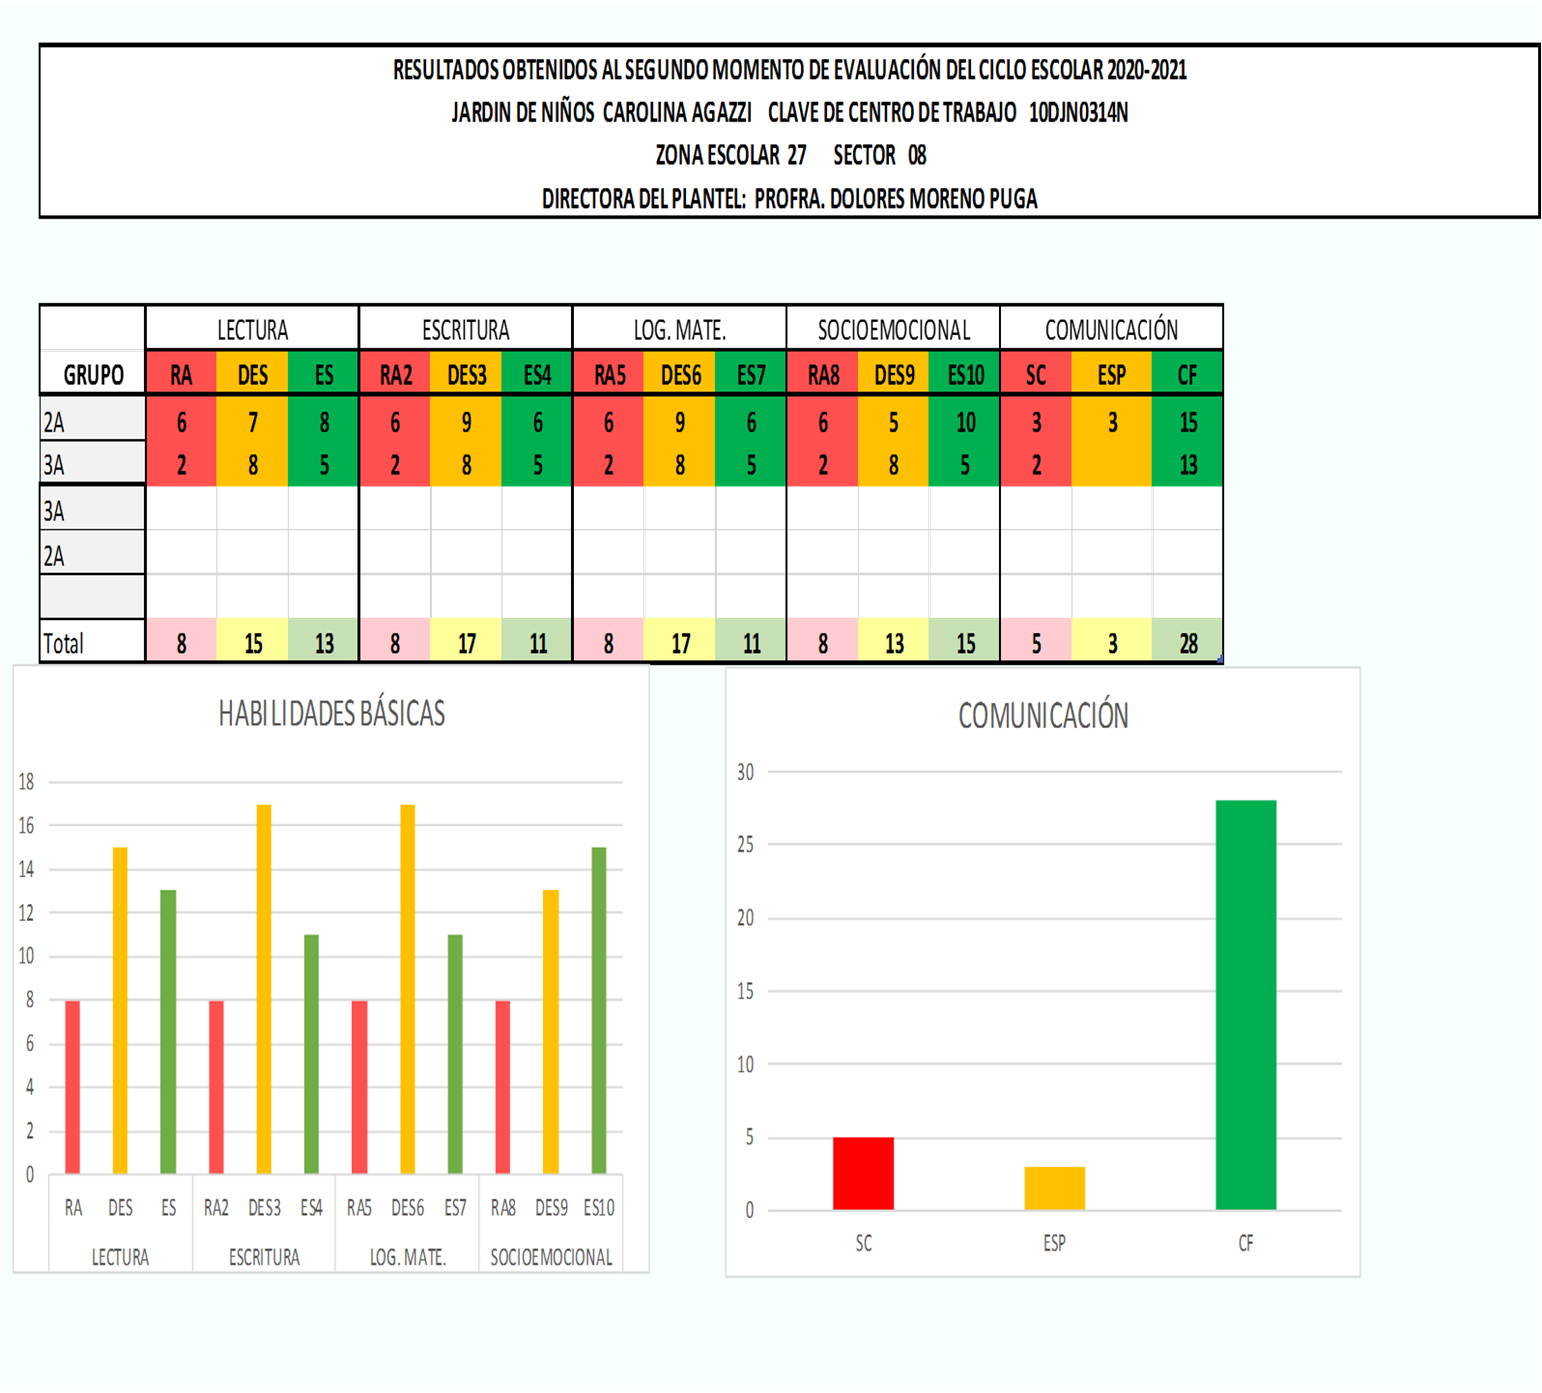 RESULTADOS OBTENIDOS AL SEGUNDO MOMENTO DE EVALUACIÓN DEL CICLO ESCOLAR 2020-2021
JARDIN DE NIÑOS CAROLINA AGAZZI CLAVE DE CENTRO DE TRABAJO 10DJN0314N
ZONA ESCOLAR 27 SECTOR 08
DIRECTORA DEL PLANTEL: PROFRA. DOLORES MORENO PUGA
LECTURA ESCRITURA LOG. MATE. SOCIOEMOCIONAL COMUNICACIÓN
GRUPO RA DES ES RA2 DES3 ES4 RA5 DES6 ES7 RA8 DES9 ES10 SC ESP CF
2A 6 7 8 6 9 6 6 9 6 6 5 10 3 3 15
3A 2 8 5 2 8 5 2 8 5 2 8 5 2 13
3A
2A
Total 8 15 13 8 17 11 8 17 11 8 13 15 5 3 28
HABILIDADES BÁSICAS
18
16
14
12
10
8
6
4
2
0
RA DES ES RA2 DES3 ES4 RA5 DES6 ES7 RA8 DES9 ES10
LECTURA ESCRITURA LOG. MATE. SOCIOEMOCIONAL
COMUNICACIÓN
30
25
20
15
10
5
0
SC ESP CF